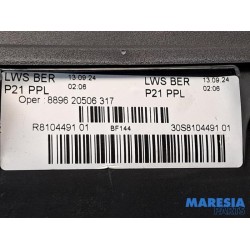 LWS BER 13.09.24 LWS BER 13.09.24
P21 PPL 02:06 P21 PPL 02:06
Oper : 8896 20506 317
R8104491 01 BF144 30S8104491 01
MARESIA
PARTS